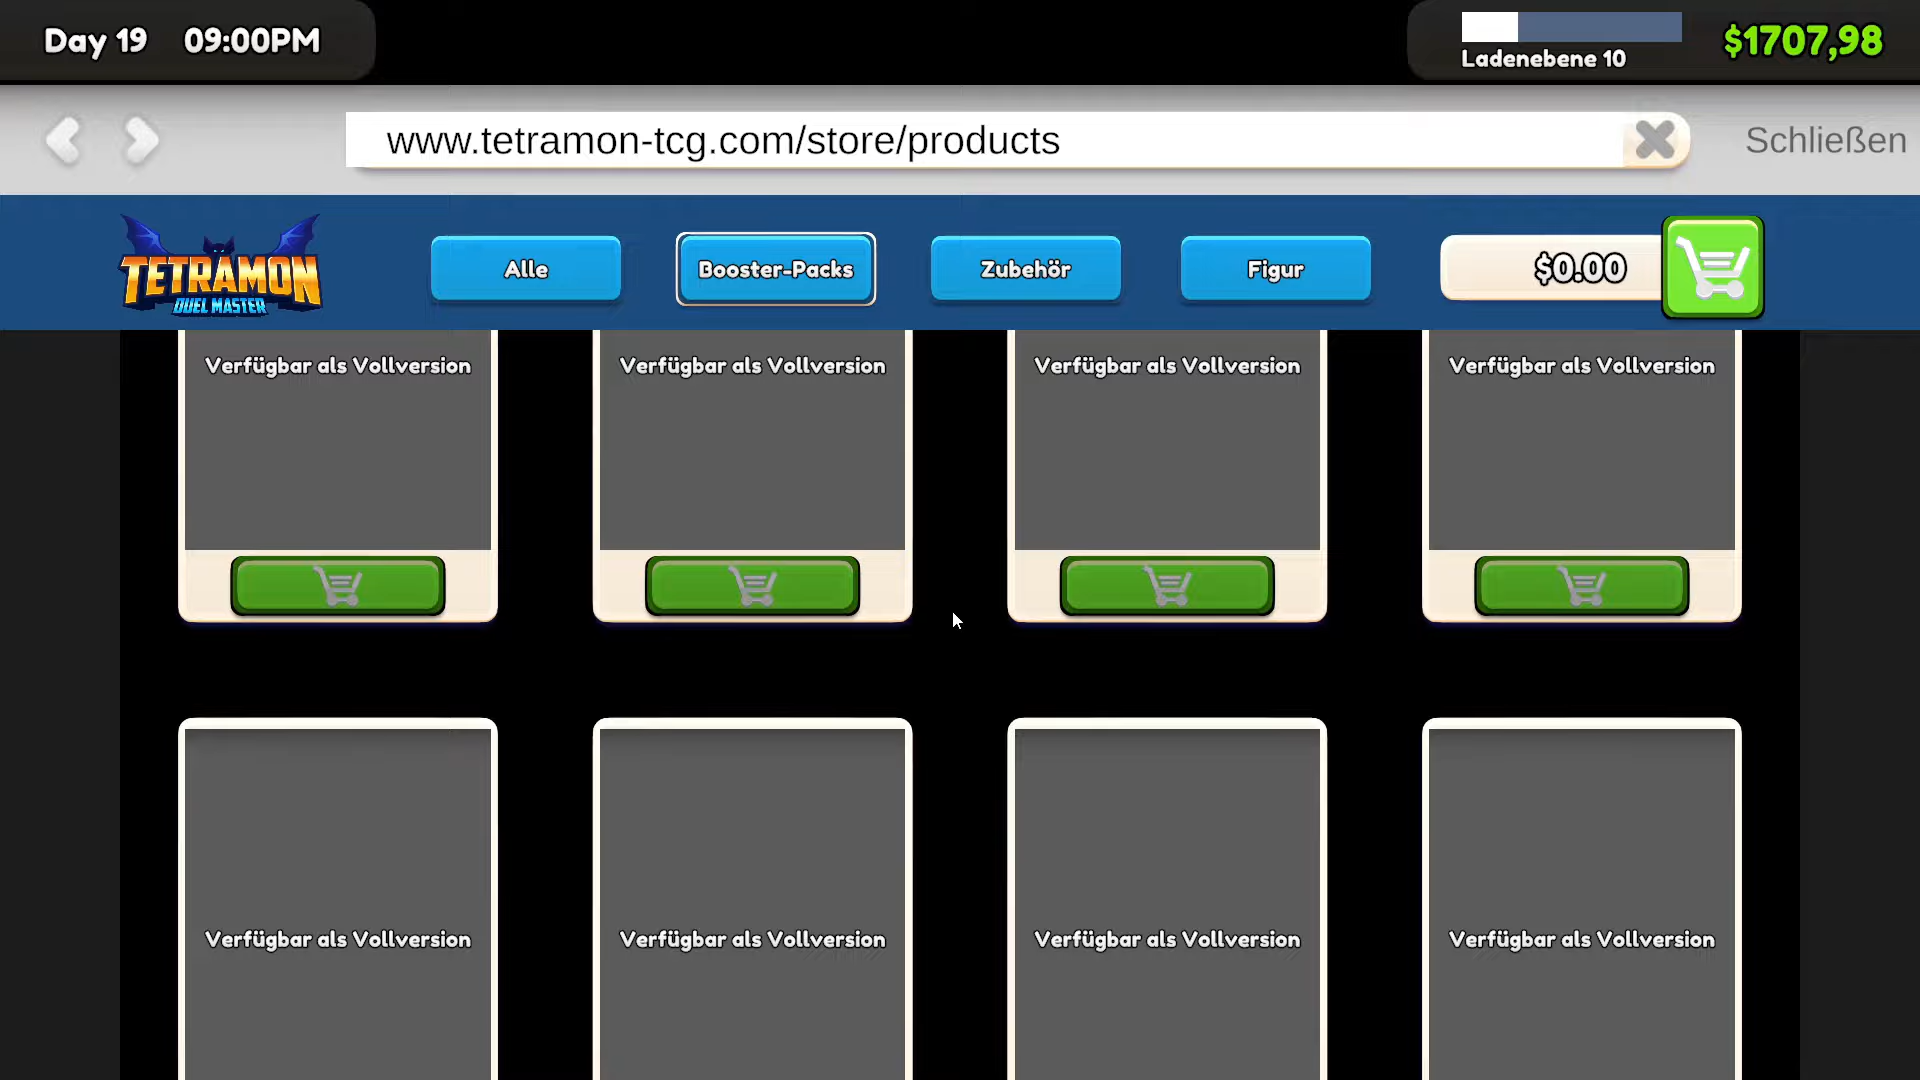 Day 19 09:00PM
Ladenebene 10
$1707,98
www.tetramon-tcg.com/store/products
Schließen
TETRAMON
DUEL MASTER
Alle
Booster-Packs
Zubehör
Figur
$0.00
Verfügbar als Vollversion
Verfügbar als Vollversion
Verfügbar als Vollversion
Verfügbar als Vollversion
Verfügbar als Vollversion
Verfügbar als Vollversion
Verfügbar als Vollversion
Verfügbar als Vollversion